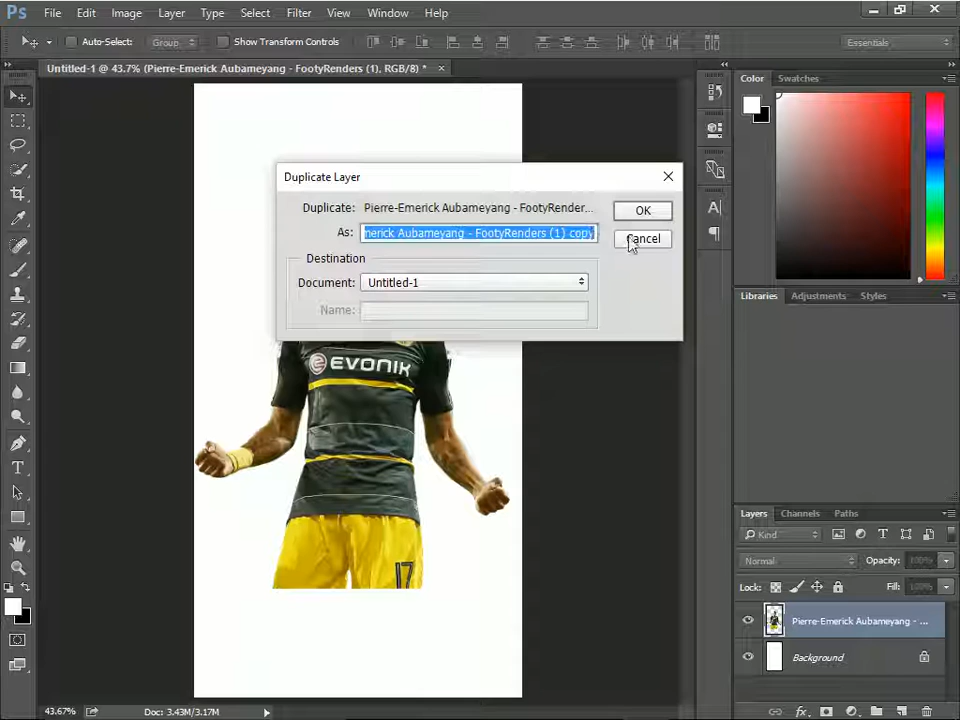 Ps File Edit Image Layer Type Select Filter View Window Help
Auto-Select: Group Show Transform Controls Essentials
Untitled-1 @ 43.7% (Pierre-Emerick Aubameyang - FootyRenders (1), RGB/8) * ×
Color Swatches
Duplicate Layer
Duplicate: Pierre-Emerick Aubameyang - FootyRender... OK
As: nerick Aubameyang - FootyRenders (1) copy Cancel
Destination
Document: Untitled-1
Name:
Libraries Adjustments Styles
EVONIK
17
Layers Channels Paths
Kind
Normal Opacity: 100%
Lock: Fill: 100%
Pierre-Emerick Aubameyang - ...
Background
43.67% Doc: 3.43M/3.17M